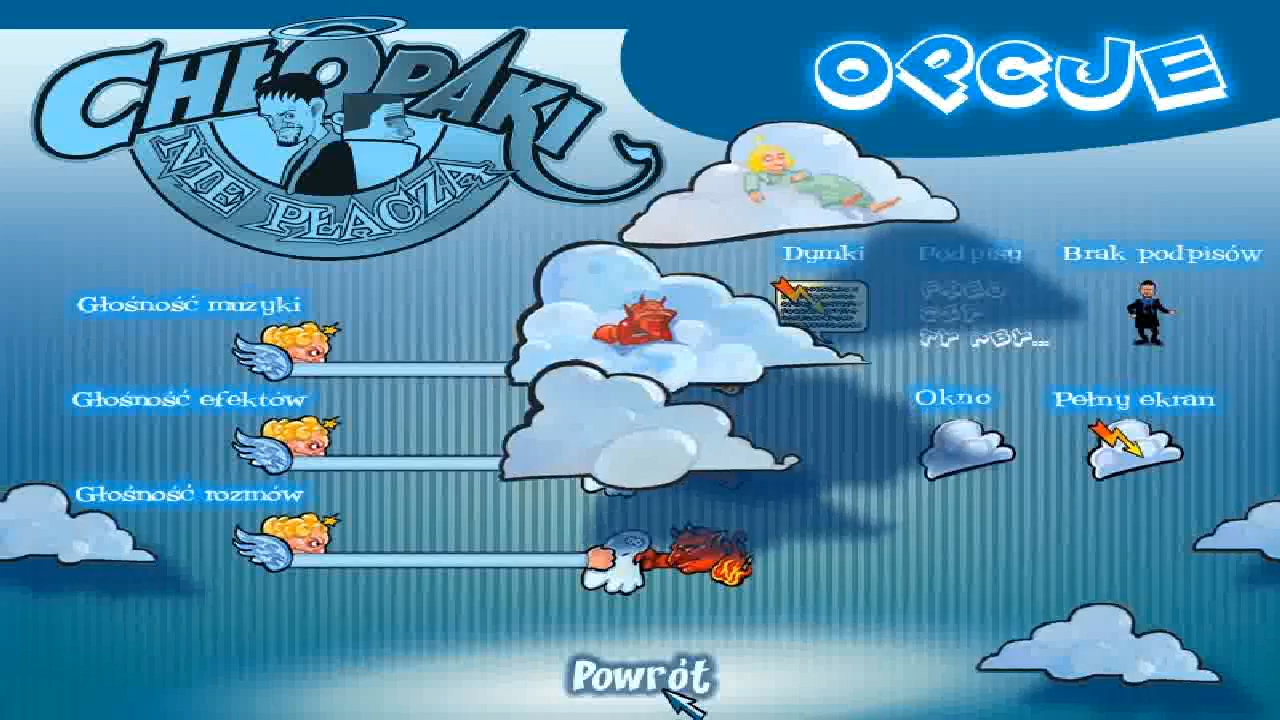 CHŁOPAKI
NIE PŁACZĄ
OPCJE
Dymki
Podpisy
Brak podpisów
Głośność muzyki
Głośność efektów
Okno
Pełny ekran
Głośność rozmów
Powrót